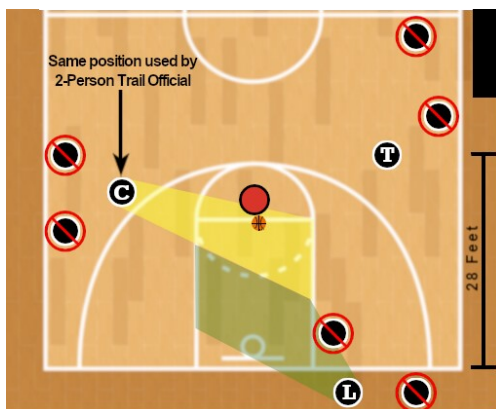 Same position used by
2-Person Trail Official
T
C
28 Feet
L